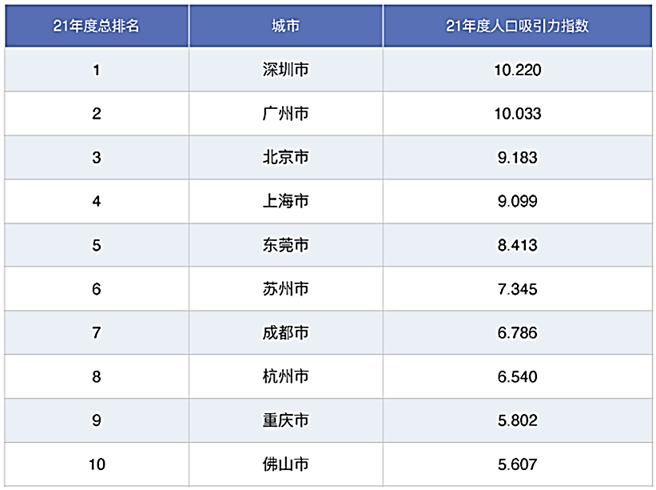 21年度总排名 城市 21年度人口吸引力指数
1 深圳市 10.220
2 广州市 10.033
3 北京市 9.183
4 上海市 9.099
5 东莞市 8.413
6 苏州市 7.345
7 成都市 6.786
8 杭州市 6.540
9 重庆市 5.802
10 佛山市 5.607